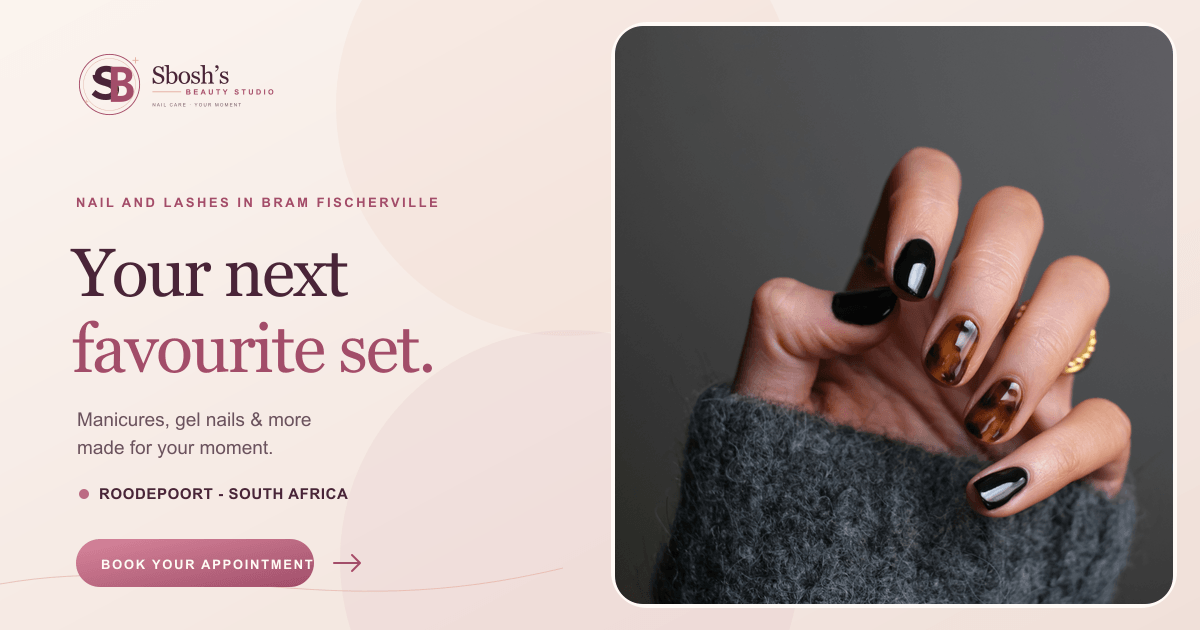 SB
Sbosh's
BEAUTY STUDIO
NAIL CARE · YOUR MOMENT
NAIL AND LASHES IN BRAM FISCHERVILLE
Your next
favourite set.
Manicures, gel nails & more
made for your moment.
ROODEPOORT - SOUTH AFRICA
BOOK YOUR APPOINTMENT